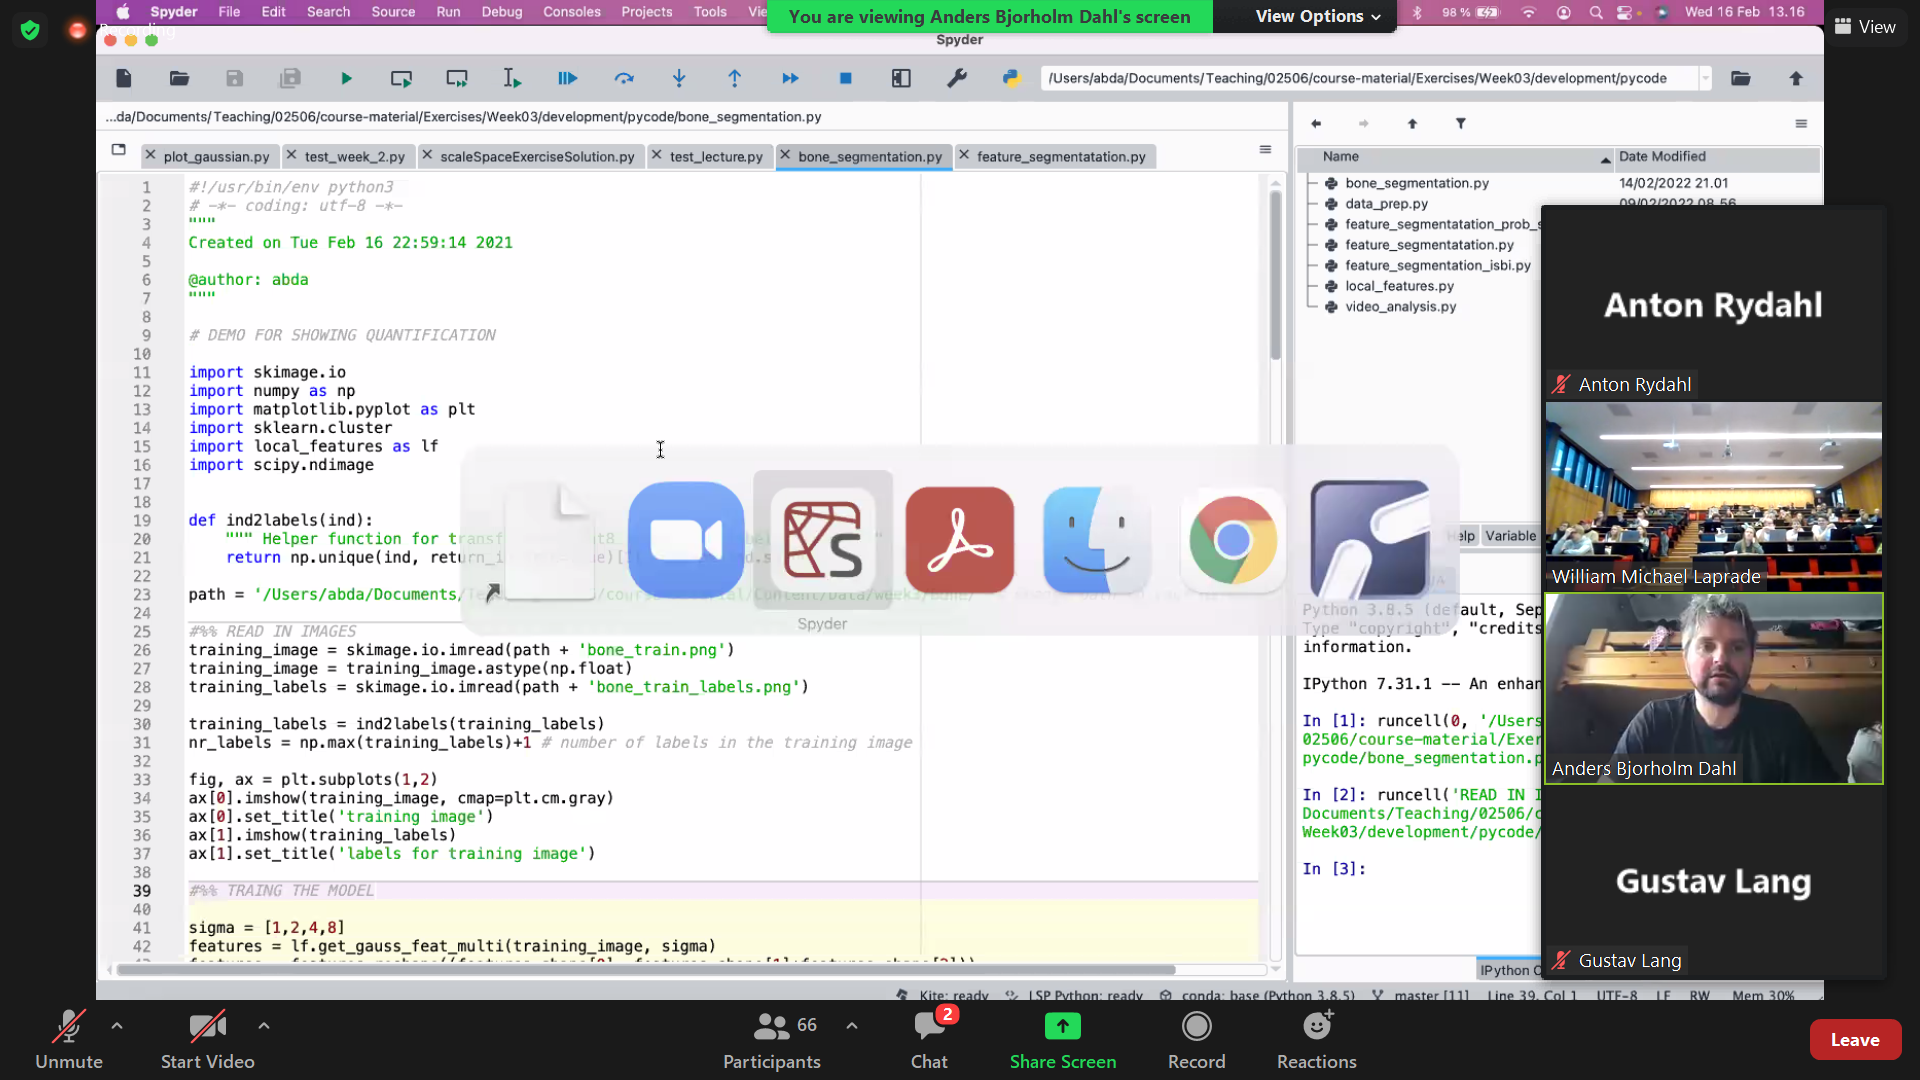 Spyder File Edit Search Source Run Debug Consoles Projects Tools
You are viewing Anders Bjorholm Dahl's screen View Options
98 % Wed 16 Feb 13.16
View
Recording
Spyder
/Users/abda/Documents/Teaching/02506/course-material/Exercises/Week03/development/pycode
...da/Documents/Teaching/02506/course-material/Exercises/Week03/development/pycode/bone_segmentation.py
plot_gaussian.py test_week_2.py scaleSpaceExerciseSolution.py test_lecture.py bone_segmentation.py feature_segmentatation.py
1 #!/usr/bin/env python3
2 # -*- coding: utf-8 -*-
3 """
4 Created on Tue Feb 16 22:59:14 2021
5
6 @author: abda
7 """
8
9 # DEMO FOR SHOWING QUANTIFICATION
10
11 import skimage.io
12 import numpy as np
13 import matplotlib.pyplot as plt
14 import sklearn.cluster
15 import local_features as lf
16 import scipy.ndimage
17
18
19 def ind2labels(ind):
20 """ Helper function for
21 return np.unique(ind,
22
23 path = '/Users/abda/Documents/
24
25 #%% READ IN IMAGES
26 training_image = skimage.io.imread(path + 'bone_train.png')
27 training_image = training_image.astype(np.float)
28 training_labels = skimage.io.imread(path + 'bone_train_labels.png')
29
30 training_labels = ind2labels(training_labels)
31 nr_labels = np.max(training_labels)+1 # number of labels in the training image
32
33 fig, ax = plt.subplots(1,2)
34 ax[0].imshow(training_image, cmap=plt.cm.gray)
35 ax[0].set_title('training image')
36 ax[1].imshow(training_labels)
37 ax[1].set_title('labels for training image')
38
39 #%% TRAING THE MODEL
40
41 sigma = [1,2,4,8]
42 features = lf.get_gauss_feat_multi(training_image, sigma)
Spyder
Name Date Modified
bone_segmentation.py 14/02/2022 21.01
data_prep.py 09/02/2022 08.56
feature_segmentatation_prob_s
feature_segmentatation.py
feature_segmentation_isbi.py
local_features.py
video_analysis.py
elp Variable
Python 3.8.5 (default, Sep
Type "copyright", "credits
information.
IPython 7.31.1 -- An enhan
In [1]: runcell(0, '/Users
02506/course-material/Exer
pycode/bone_segmentation.p
In [2]: runcell('READ IN I
Documents/Teaching/02506/c
Week03/development/pycode/
In [3]:
IPython C
Anton Rydahl
Anton Rydahl
William Michael Laprade
Anders Bjorholm Dahl
Gustav Lang
Gustav Lang
Kite: ready LSP Python: ready conda: base (Python 3.8.5) master [11] Line 39, Col 1 UTF-8 LF RW Mem 30%
Unmute Start Video Participants 66 Chat 2 Share Screen Record Reactions Leave